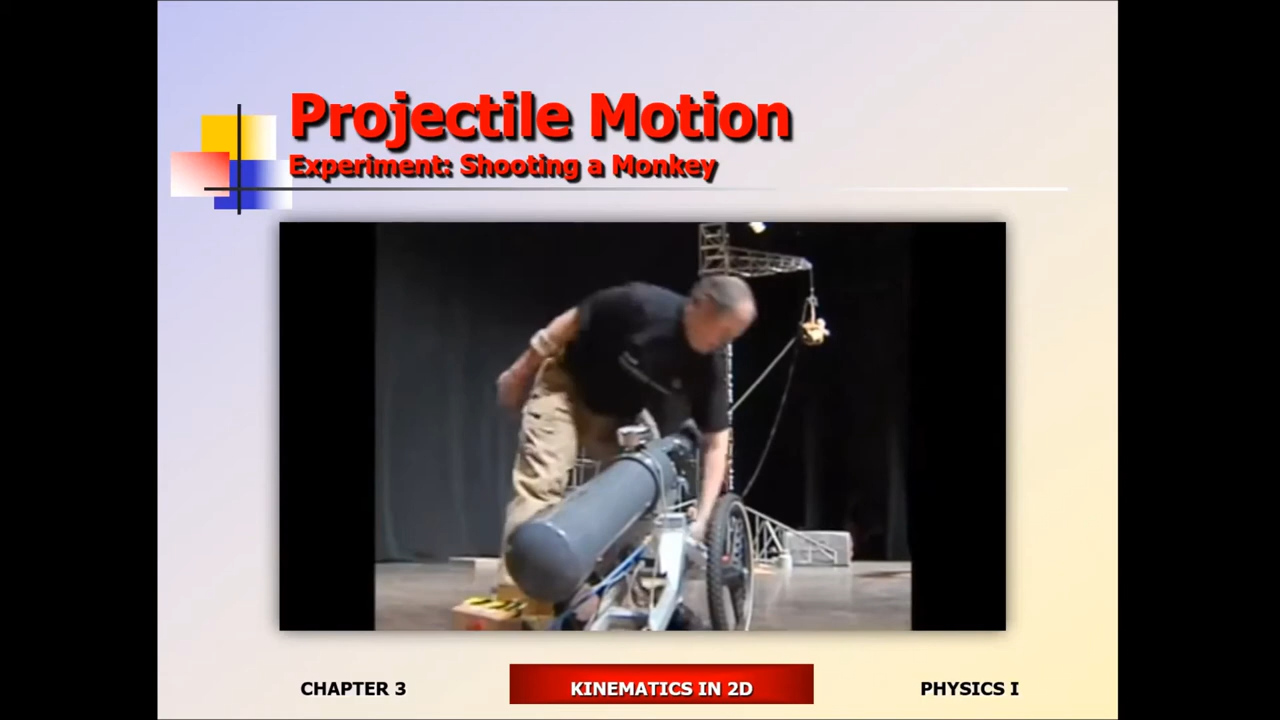 Projectile Motion
Experiment: Shooting a Monkey
CHAPTER 3
KINEMATICS IN 2D
PHYSICS I